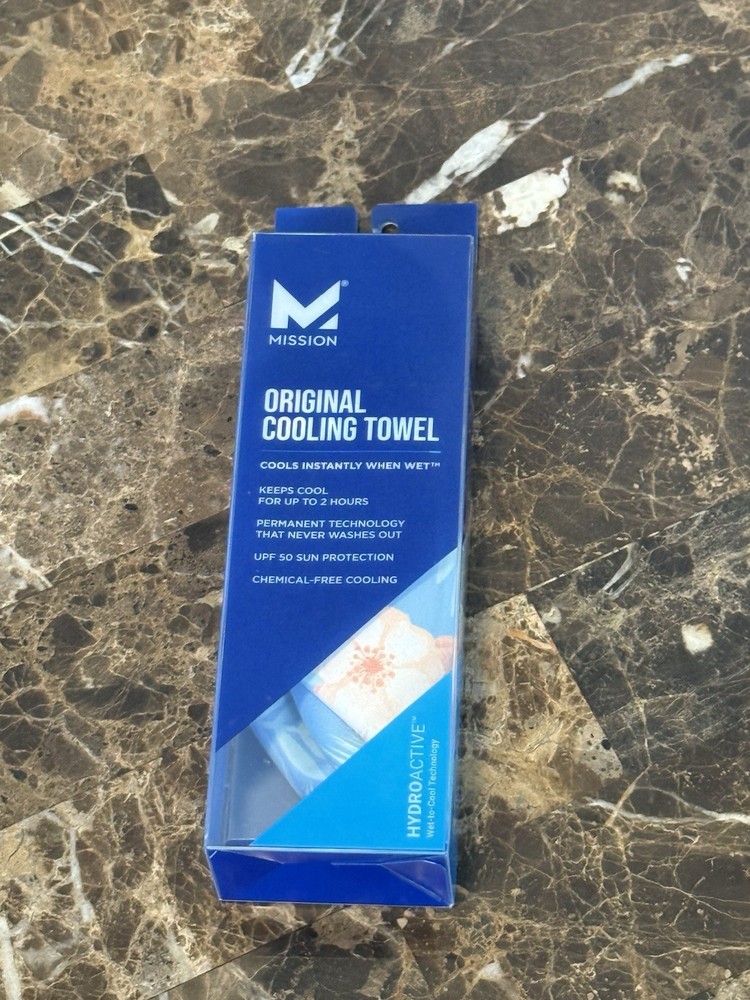 MISSION®
ORIGINAL
COOLING TOWEL
COOLS INSTANTLY WHEN WET™
KEEPS COOL
FOR UP TO 2 HOURS
PERMANENT TECHNOLOGY
THAT NEVER WASHES OUT
UPF 50 SUN PROTECTION
CHEMICAL-FREE COOLING
HYDROACTIVE™
Wet-to-Cool Technology